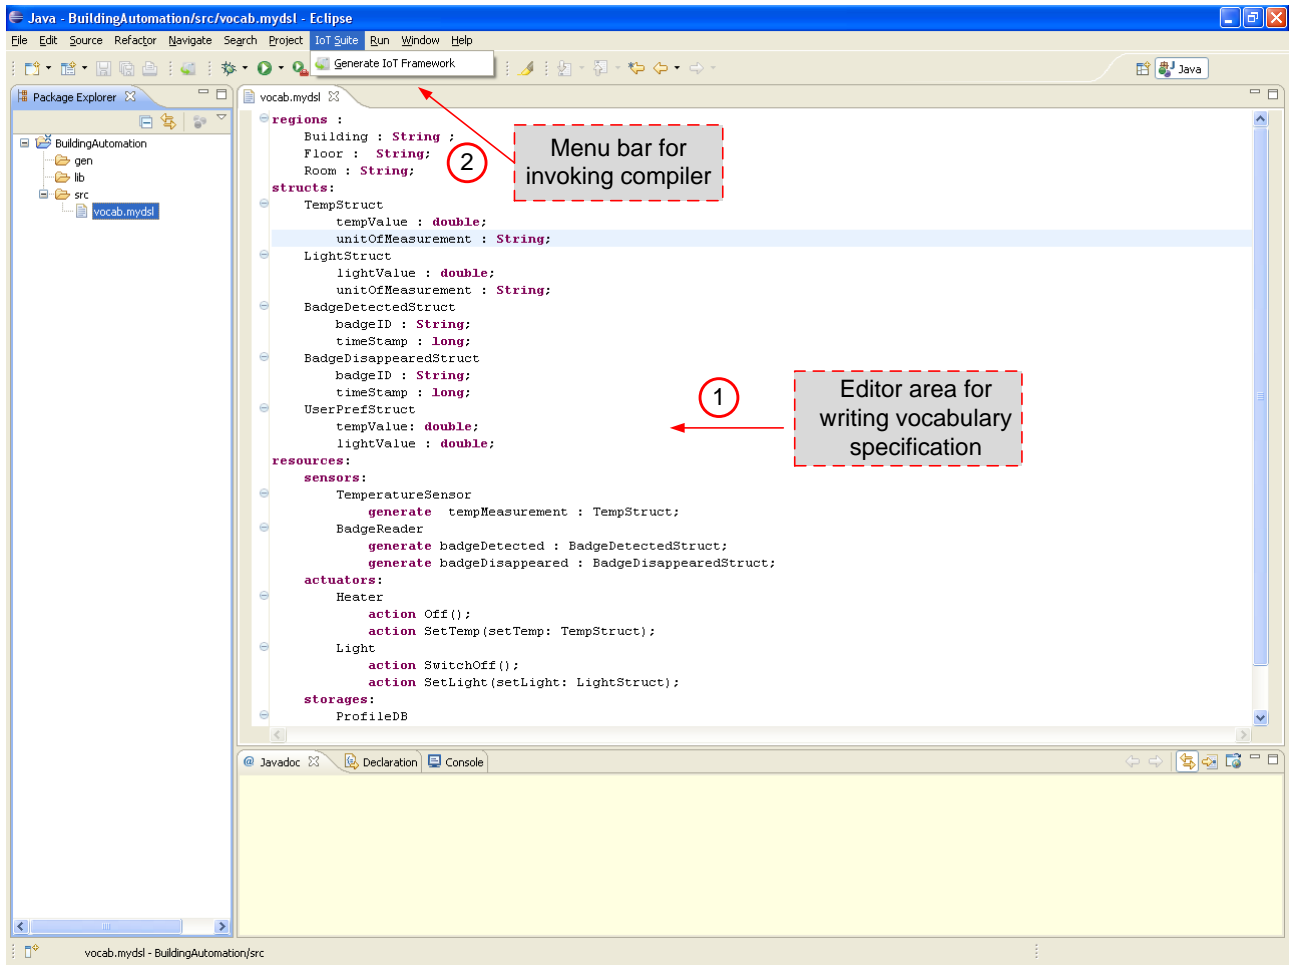 Java - BuildingAutomation/src/vocab.mydsl - Eclipse
File Edit Source Refactor Navigate Search Project IoT Suite Run Window Help
Generate IoT Framework
Java
Package Explorer
vocab.mydsl
BuildingAutomation
gen
lib
src
vocab.mydsl
regions :
Building : String ;
Floor :  String;
Room : String;
structs:
TempStruct
tempValue : double;
unitOfMeasurement : String;
LightStruct
lightValue : double;
unitOfMeasurement : String;
BadgeDetectedStruct
badgeID : String;
timeStamp : long;
BadgeDisappearedStruct
badgeID : String;
timeStamp : long;
UserPrefStruct
tempValue: double;
lightValue : double;
resources:
sensors:
TemperatureSensor
generate  tempMeasurement : TempStruct;
BadgeReader
generate badgeDetected : BadgeDetectedStruct;
generate badgeDisappeared : BadgeDisappearedStruct;
actuators:
Heater
action Off();
action SetTemp(setTemp: TempStruct);
Light
action SwitchOff();
action SetLight(setLight: LightStruct);
storages:
ProfileDB
2
Menu bar for
invoking compiler
1
Editor area for
writing vocabulary
specification
@ Javadoc
Declaration
Console
vocab.mydsl - BuildingAutomation/src